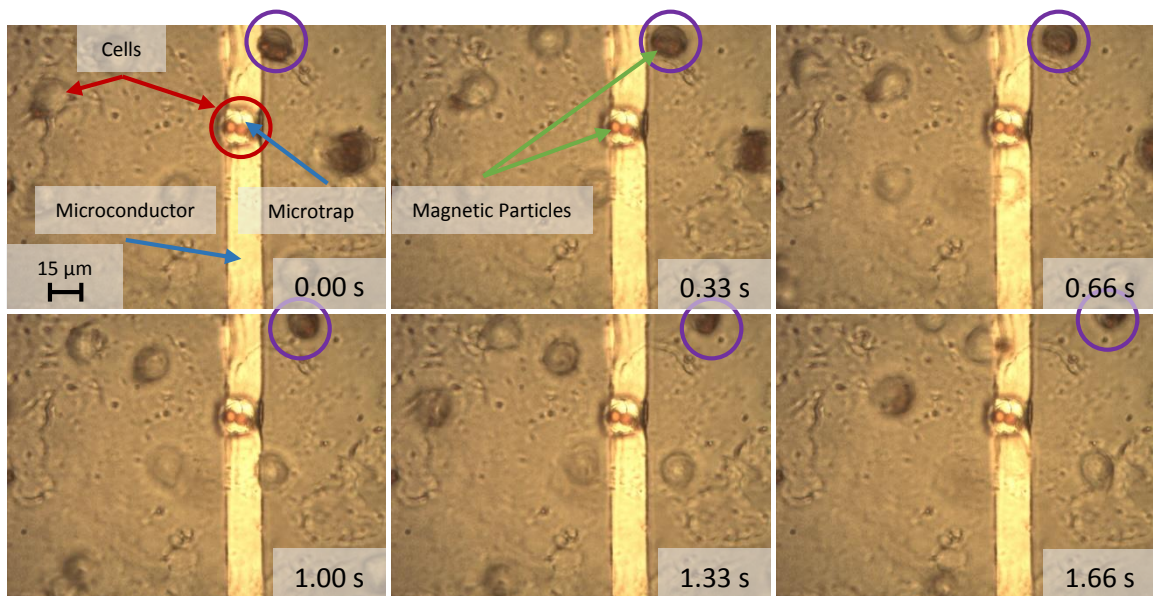 Cells
Microconductor
Microtrap
15 µm
0.00 s
Magnetic Particles
0.33 s
0.66 s
1.00 s
1.33 s
1.66 s